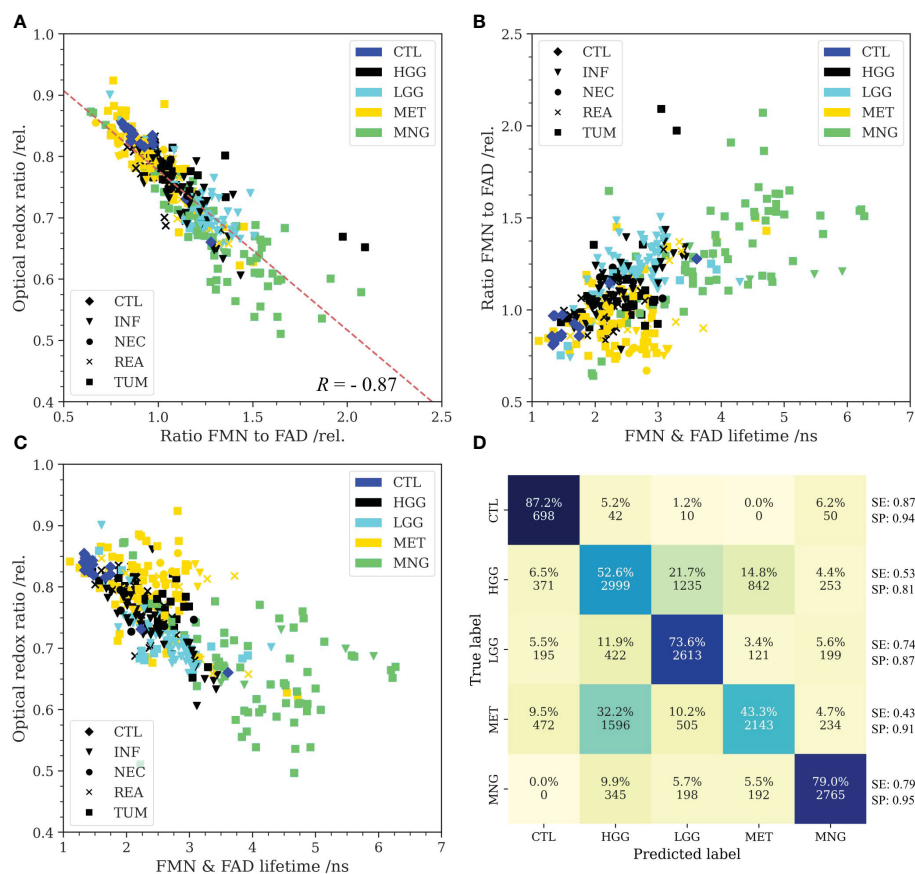 A
1.0
0.9
0.8
0.7
0.6
0.5
0.4
Optical redox ratio /rel.
CTL
HGG
LGG
MET
MNG
CTL
INF
NEC
REA
TUM
R = - 0.87
0.5
1.0
1.5
2.0
2.5
Ratio FMN to FAD /rel.
B
2.5
2.0
1.5
1.0
0.5
Ratio FMN to FAD /rel.
CTL
INF
NEC
REA
TUM
CTL
HGG
LGG
MET
MNG
1
2
3
4
5
6
7
FMN & FAD lifetime /ns
C
1.0
0.9
0.8
0.7
0.6
0.5
0.4
Optical redox ratio /rel.
CTL
HGG
LGG
MET
MNG
CTL
INF
NEC
REA
TUM
1
2
3
4
5
6
7
FMN & FAD lifetime /ns
D
True label
CTL
87.2% 5.2% 1.2% 0.0% 6.2% SE: 0.87
698 42 10 0 50 SP: 0.94
HGG
6.5% 52.6% 21.7% 14.8% 4.4% SE: 0.53
371 2999 1235 842 253 SP: 0.81
LGG
5.5% 11.9% 73.6% 3.4% 5.6% SE: 0.74
195 422 2613 121 199 SP: 0.87
MET
9.5% 32.2% 10.2% 43.3% 4.7% SE: 0.43
472 1596 505 2143 234 SP: 0.91
MNG
0.0% 9.9% 5.7% 5.5% 79.0% SE: 0.79
0 345 198 192 2765 SP: 0.95
CTL HGG LGG MET MNG
Predicted label